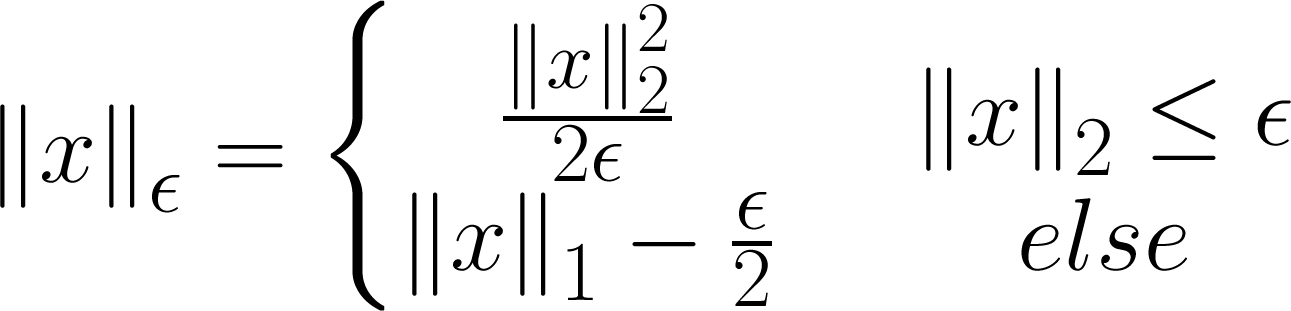 ‖x‖_ϵ = { ‖x‖₂² / 2ϵ    ‖x‖₂ ≤ ϵ
‖x‖₁ − ϵ/2    else